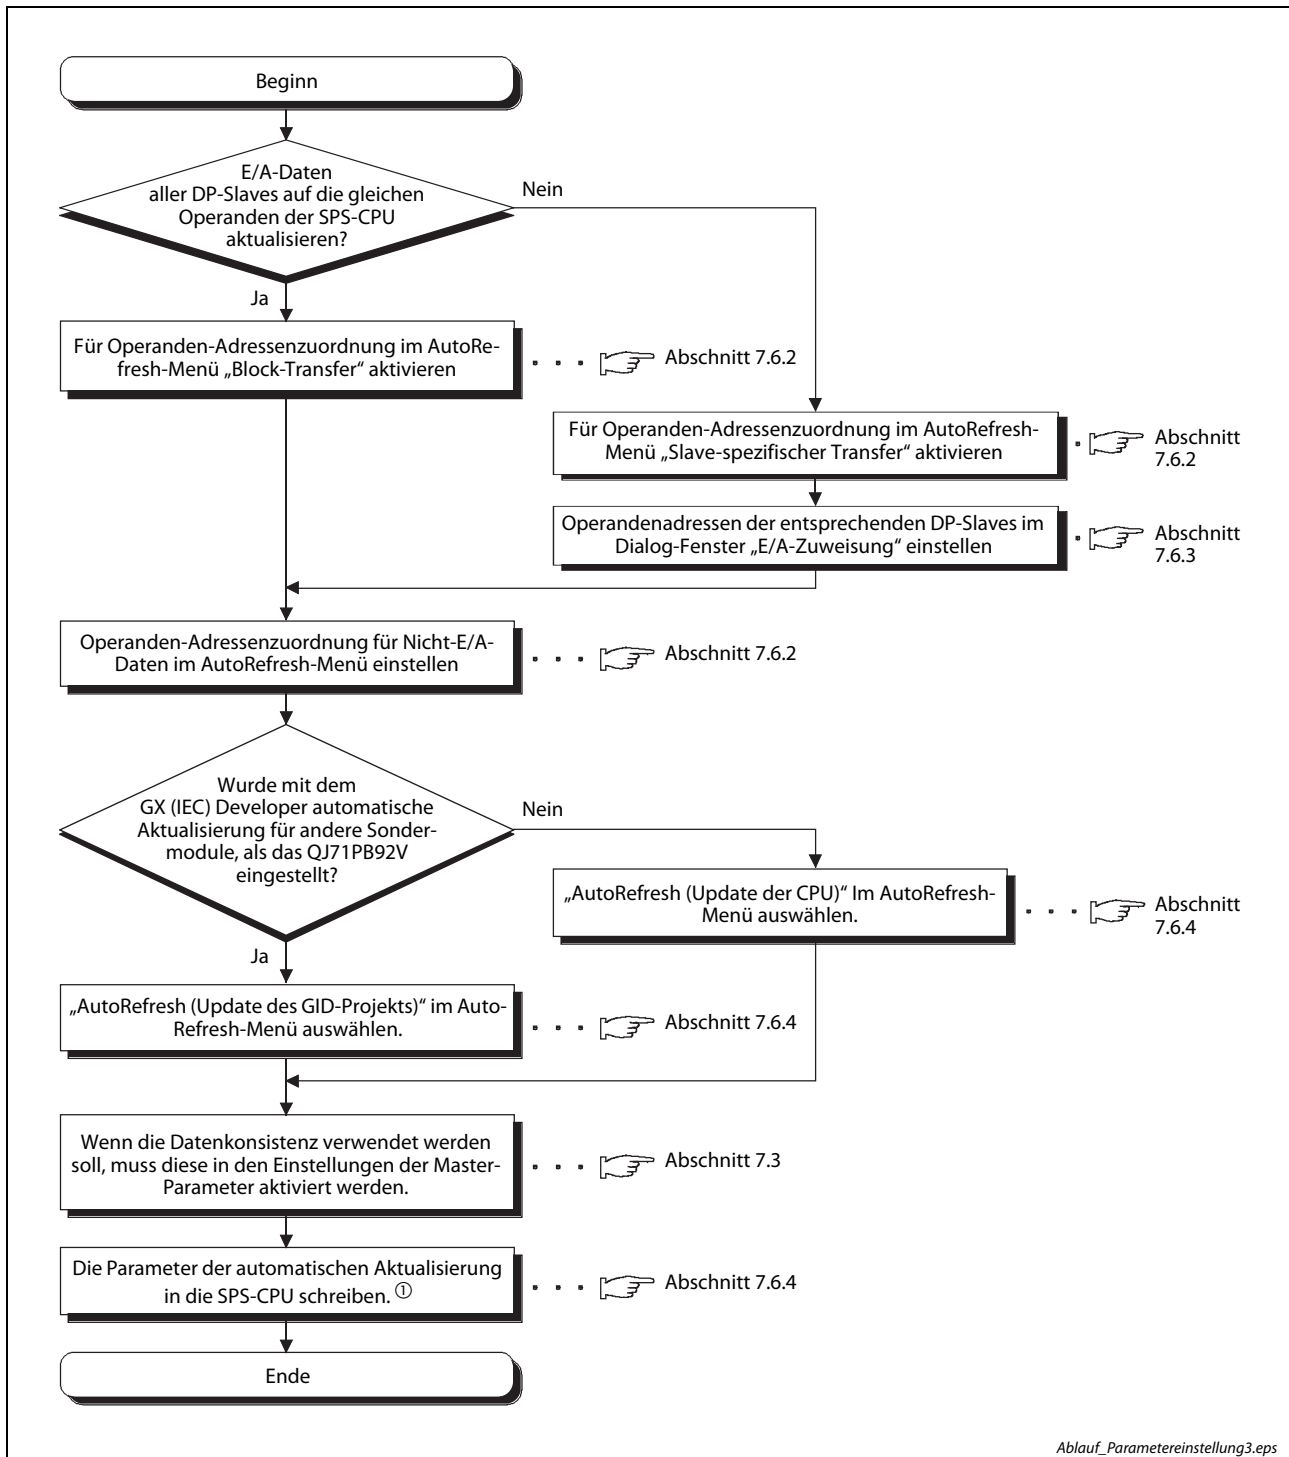 Beginn
E/A-Daten
aller DP-Slaves auf die gleichen
Operanden der SPS-CPU
aktualisieren?
Nein
Ja
Für Operanden-Adressenzuordnung im AutoRe-
fresh-Menü „Block-Transfer“ aktivieren
Abschnitt 7.6.2
Für Operanden-Adressenzuordnung im AutoRefresh-
Menü „Slave-spezifischer Transfer“ aktivieren
Abschnitt
7.6.2
Operandenadressen der entsprechenden DP-Slaves im
Dialog-Fenster „E/A-Zuweisung“ einstellen
Abschnitt
7.6.3
Operanden-Adressenzuordnung für Nicht-E/A-
Daten im AutoRefresh-Menü einstellen
Abschnitt 7.6.2
Wurde mit dem
GX (IEC) Developer automatische
Aktualisierung für andere Sonder-
module, als das QJ71PB92V
eingestellt?
Nein
„AutoRefresh (Update der CPU)“ Im AutoRefresh-
Menü auswählen.
Abschnitt
7.6.4
Ja
„AutoRefresh (Update des GID-Projekts)“ im Auto-
Refresh-Menü auswählen.
Abschnitt 7.6.4
Wenn die Datenkonsistenz verwendet werden
soll, muss diese in den Einstellungen der Master-
Parameter aktiviert werden.
Abschnitt 7.3
Die Parameter der automatischen Aktualisierung
in die SPS-CPU schreiben. ①
Abschnitt 7.6.4
Ende
Ablauf_Parametereinstellung3.eps